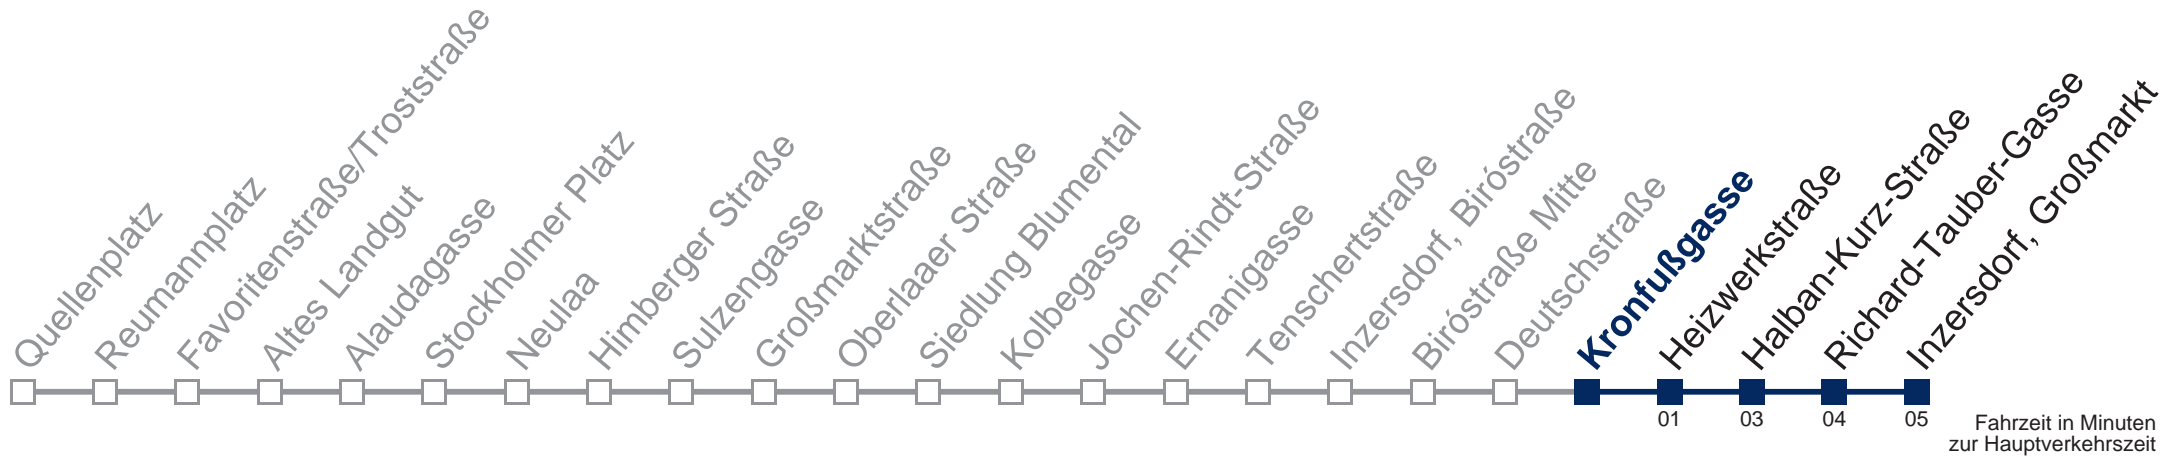 Quellenplatz
Reumannplatz
Favoritenstraße/Troststraße
Altes Landgut
Alaudagasse
Stockholmer Platz
Neulaa
Himberger Straße
Sulzengasse
Großmarktstraße
Oberlaaer Straße
Siedlung Blumental
Kolbegasse
Jochen-Rindt-Straße
Ernanigasse
Tenschertstraße
Inzersdorf, Biróstraße
Biróstraße Mitte
Deutschstraße
Kronfußgasse
Heizwerkstraße
Halban-Kurz-Straße
Richard-Tauber-Gasse
Inzersdorf, Großmarkt
01
03
04
05
Fahrzeit in Minuten
zur Hauptverkehrszeit